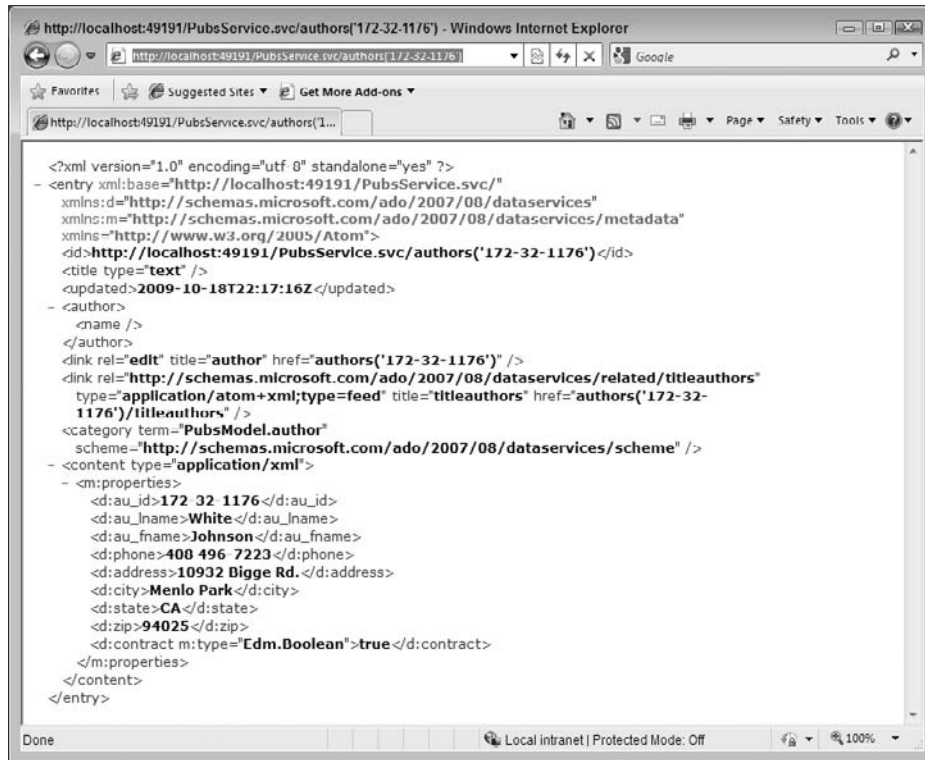 http://localhost:49191/PubsService.svc/authors('172-32-1176') - Windows Internet Explorer
http://localhost:49191/PubsService.svc/authors('172-32-1176')
Google
Favorites
Suggested Sites
Get More Add-ons
http://localhost:49191/PubsService.svc/authors('1...
Page
Safety
Tools
<?xml version="1.0" encoding="utf-8" standalone="yes" ?>
- <entry xml:base="http://localhost:49191/PubsService.svc/"
xmlns:d="http://schemas.microsoft.com/ado/2007/08/dataservices"
xmlns:m="http://schemas.microsoft.com/ado/2007/08/dataservices/metadata"
xmlns="http://www.w3.org/2005/Atom">
<id>http://localhost:49191/PubsService.svc/authors('172-32-1176')</id>
<title type="text" />
<updated>2009-10-18T22:17:16Z</updated>
- <author>
<name />
</author>
<link rel="edit" title="author" href="authors('172-32-1176')" />
<link rel="http://schemas.microsoft.com/ado/2007/08/dataservices/related/titleauthors"
type="application/atom+xml;type=feed" title="titleauthors" href="authors('172-32-
1176')/titleauthors" />
<category term="PubsModel.author"
scheme="http://schemas.microsoft.com/ado/2007/08/dataservices/scheme" />
- <content type="application/xml">
- <m:properties>
<d:au_id>172-32-1176</d:au_id>
<d:au_lname>White</d:au_lname>
<d:au_fname>Johnson</d:au_fname>
<d:phone>408 496-7223</d:phone>
<d:address>10932 Bigge Rd.</d:address>
<d:city>Menlo Park</d:city>
<d:state>CA</d:state>
<d:zip>94025</d:zip>
<d:contract m:type="Edm.Boolean">true</d:contract>
</m:properties>
</content>
</entry>
Done
Local intranet | Protected Mode: Off
100%